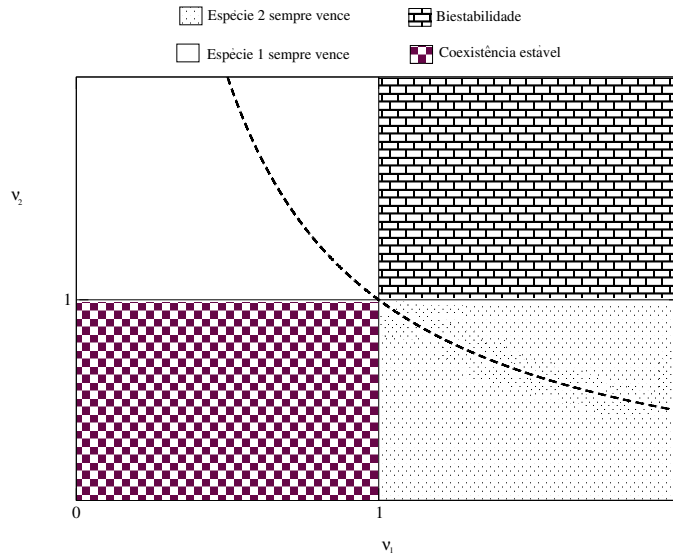 Espécie 2 sempre vence
Biestabilidade
Espécie 1 sempre vence
Coexistência estável
ν₂
1
0
1
ν₁